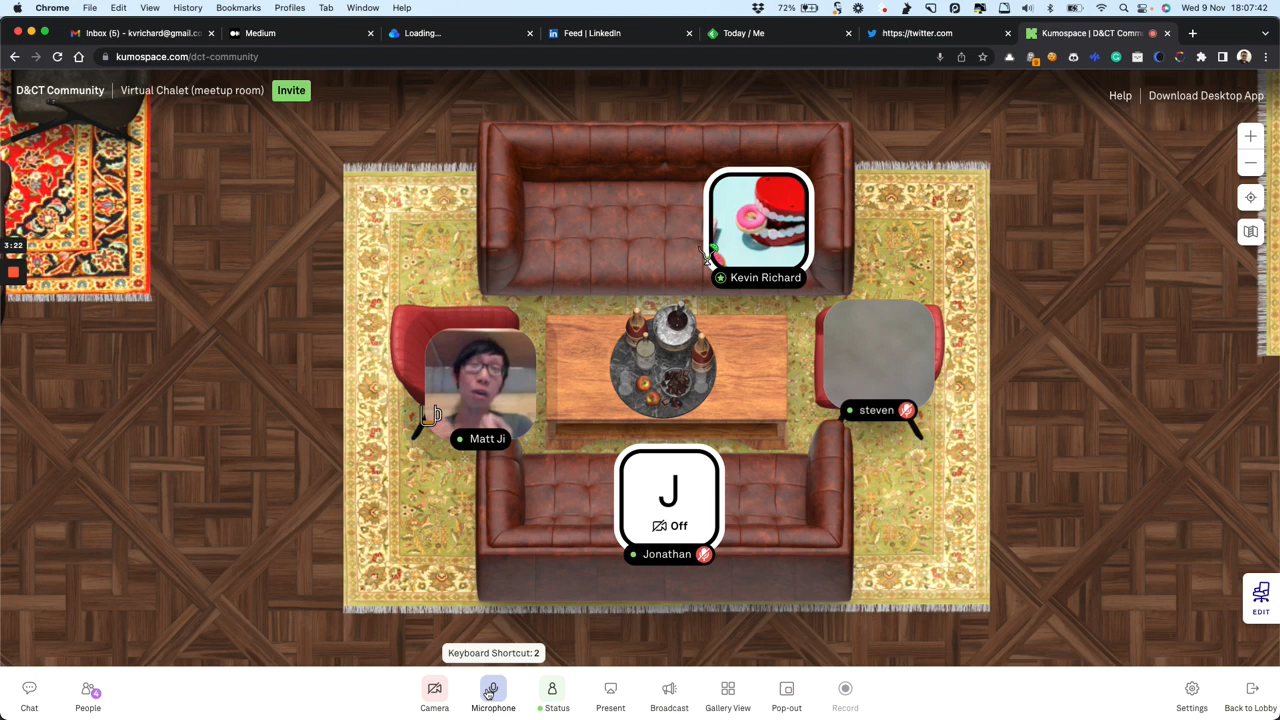 Chrome File Edit View History Bookmarks Profiles Tab Window Help 72% Wed 9 Nov 18:07:42
Inbox (5) - kvrichard@gmail.c Medium Loading... Feed | LinkedIn Today / Me https://twitter.com Kumospace | D&CT Comm
kumospace.com/dct-community
D&CT Community Virtual Chalet (meetup room) Invite Help Download Desktop App
3:22
Kevin Richard
steven
Matt Ji
J
Off
Jonathan
EDIT
Keyboard Shortcut: 2
4
Chat People Camera Microphone Status Present Broadcast Gallery View Pop-out Record Settings Back to Lobby